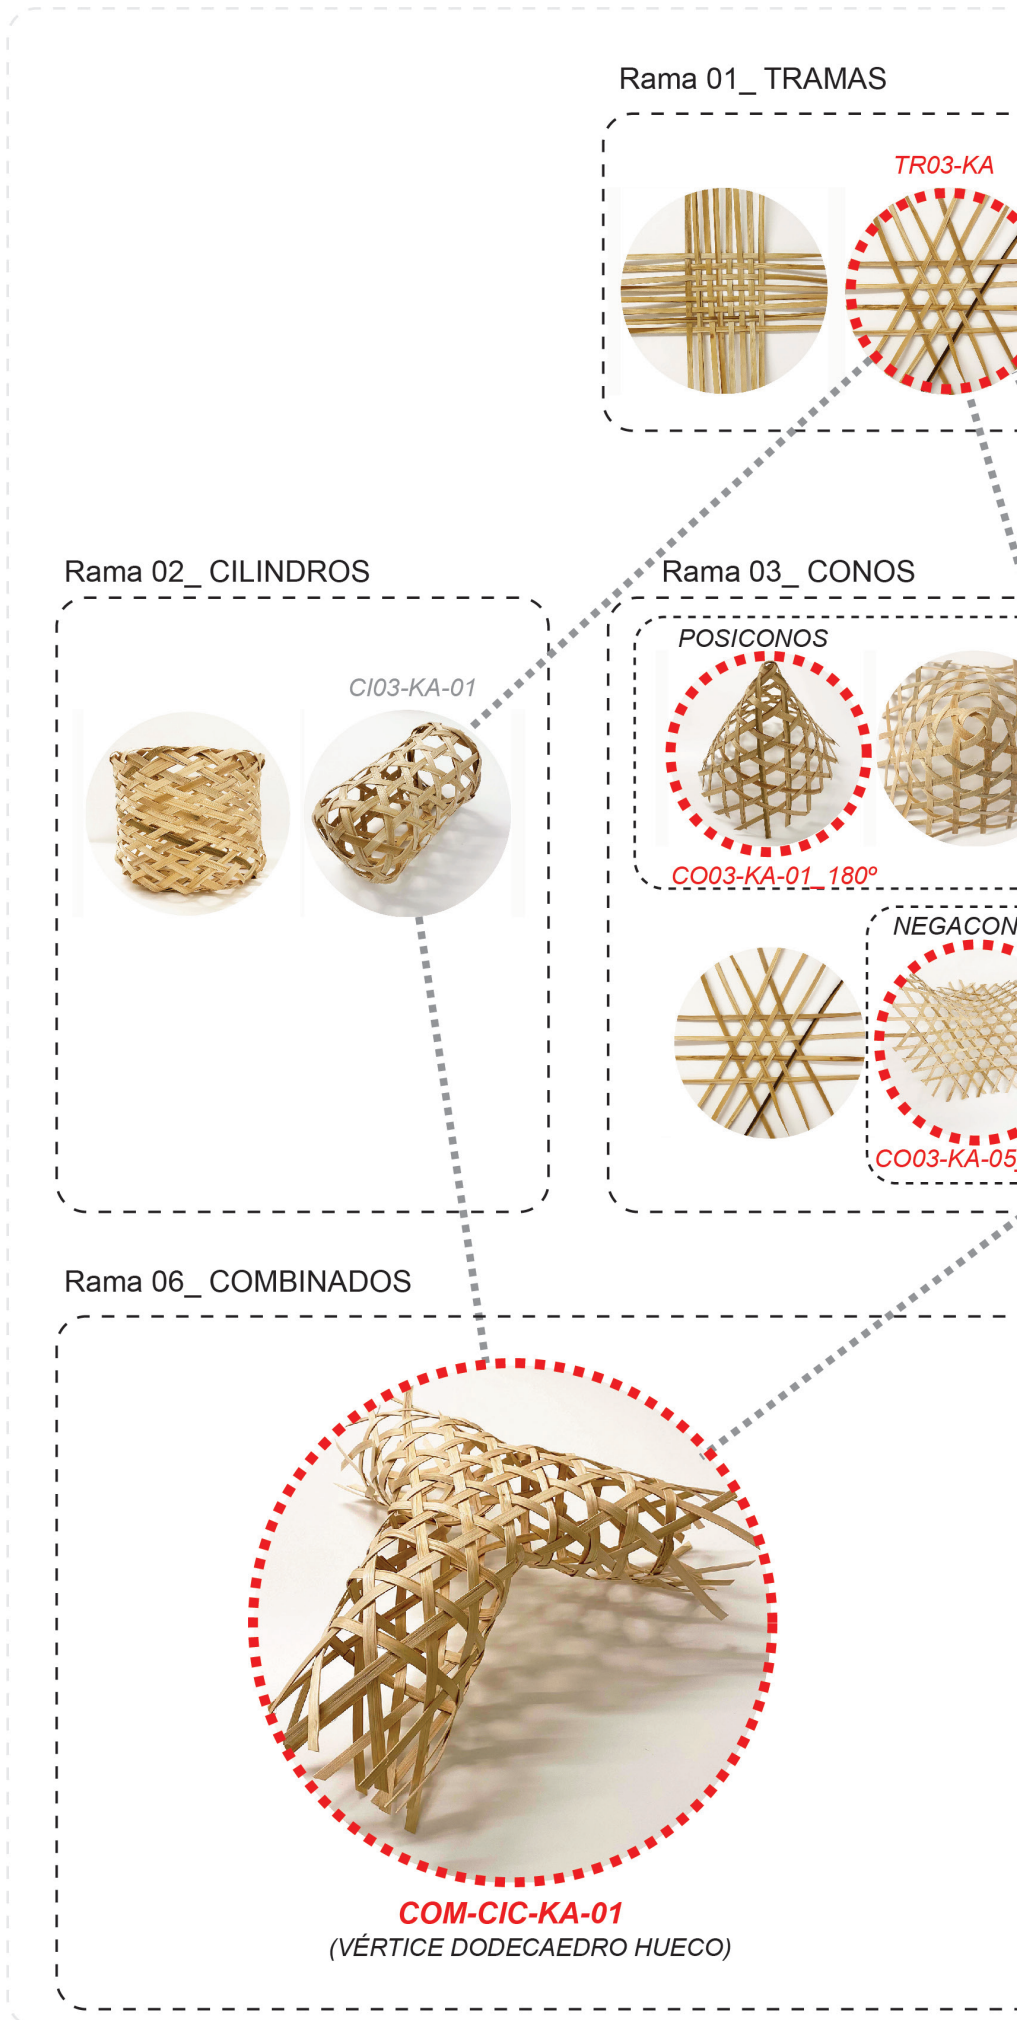 Rama 01_ TRAMAS
TR03-KA
Rama 02_ CILINDROS
CI03-KA-01
Rama 03_ CONOS
POSICONOS
CO03-KA-01_180º
NEGACON
CO03-KA-05_
Rama 06_ COMBINADOS
COM-CIC-KA-01
(VÉRTICE DODECAEDRO HUECO)